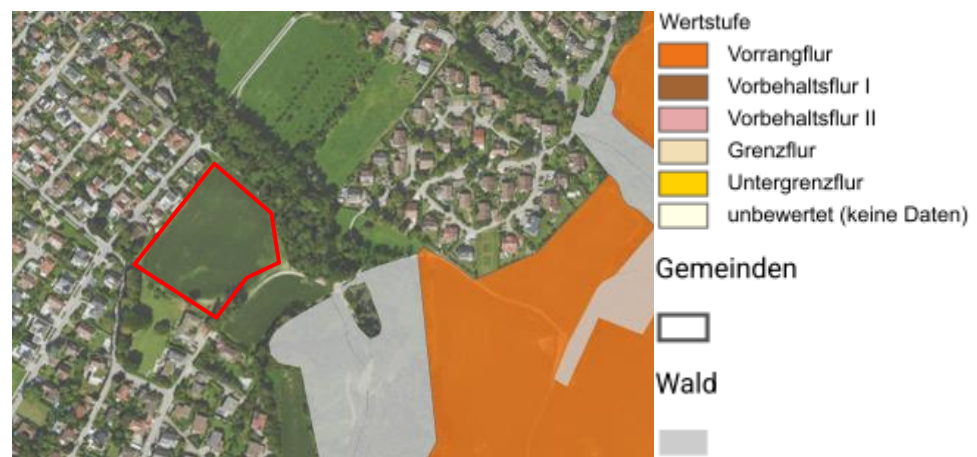 Wertstufe
Vorrangflur
Vorbehaltsflur I
Vorbehaltsflur II
Grenzflur
Untergrenzflur
unbewertet (keine Daten)
Gemeinden
Wald